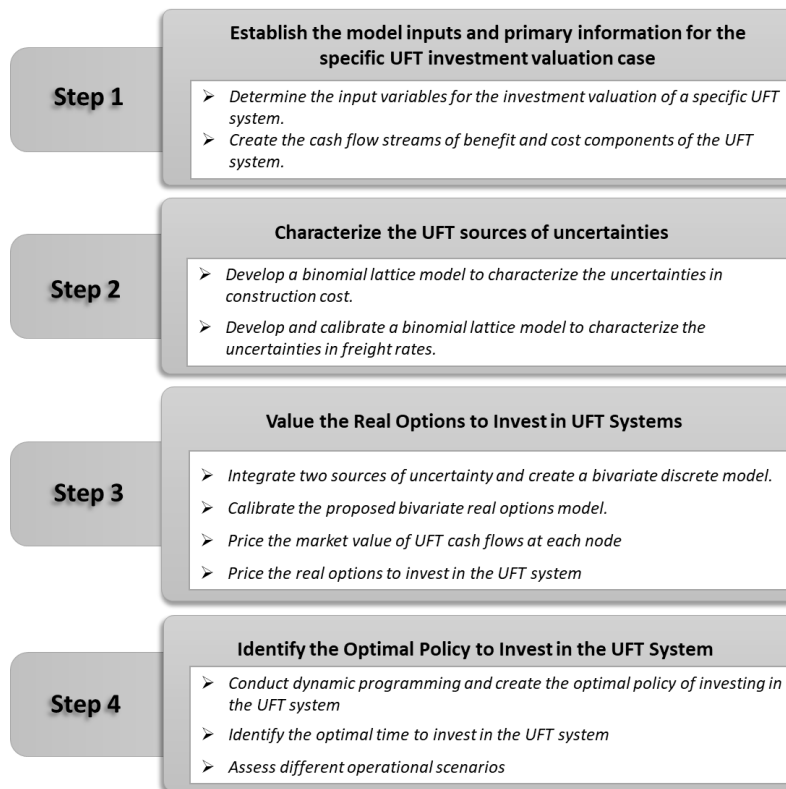 Step 1
Establish the model inputs and primary information for the
specific UFT investment valuation case
➢ Determine the input variables for the investment valuation of a specific UFT
system.
➢ Create the cash flow streams of benefit and cost components of the UFT
system.
Step 2
Characterize the UFT sources of uncertainties
➢ Develop a binomial lattice model to characterize the uncertainties in
construction cost.
➢ Develop and calibrate a binomial lattice model to characterize the
uncertainties in freight rates.
Step 3
Value the Real Options to Invest in UFT Systems
➢ Integrate two sources of uncertainty and create a bivariate discrete model.
➢ Calibrate the proposed bivariate real options model.
➢ Price the market value of UFT cash flows at each node
➢ Price the real options to invest in the UFT system
Step 4
Identify the Optimal Policy to Invest in the UFT System
➢ Conduct dynamic programming and create the optimal policy of investing in
the UFT system
➢ Identify the optimal time to invest in the UFT system
➢ Assess different operational scenarios